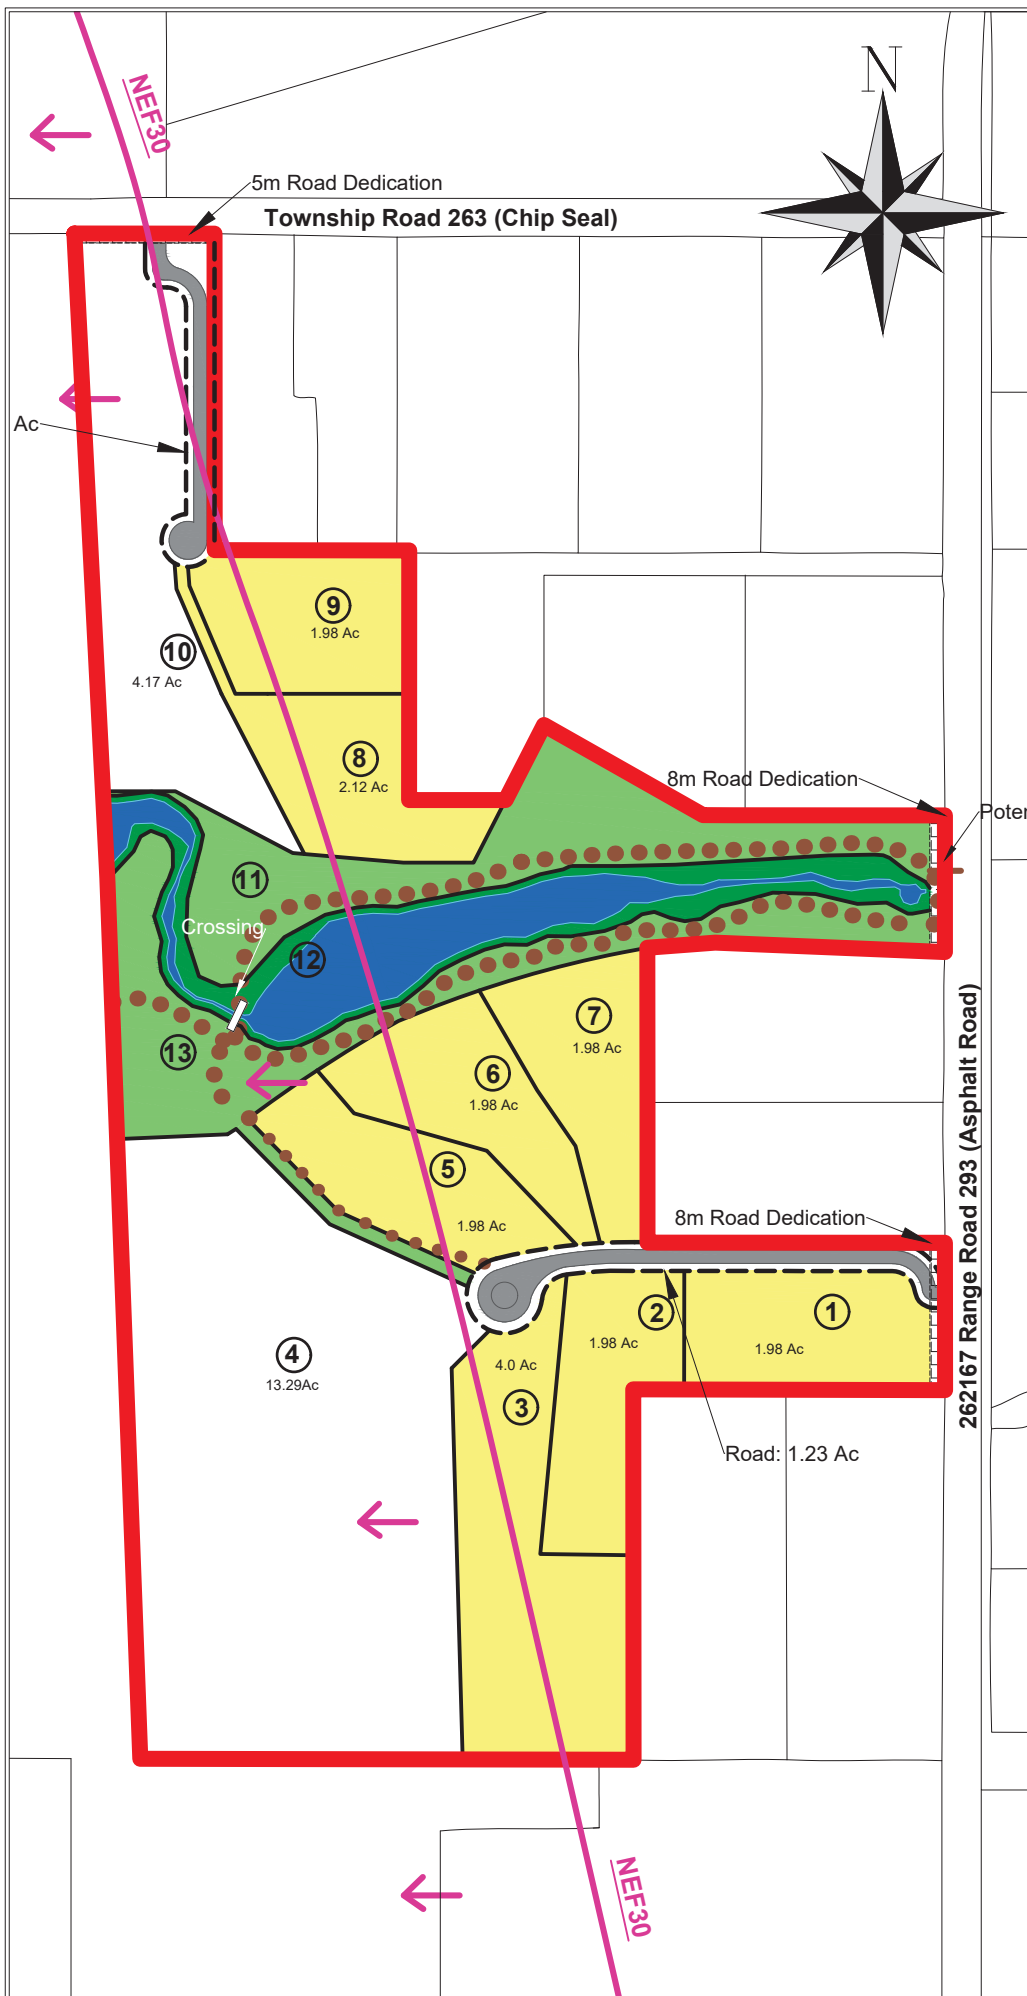 N
NEF30
5m Road Dedication
Township Road 263 (Chip Seal)
Ac
9
1.98 Ac
10
4.17 Ac
8
2.12 Ac
8m Road Dedication
Poten
11
Crossing
12
7
1.98 Ac
13
6
1.98 Ac
5
1.98 Ac
8m Road Dedication
262167 Range Road 293 (Asphalt Road)
2
1.98 Ac
1
1.98 Ac
4
13.29Ac
4.0 Ac
3
Road: 1.23 Ac
NEF30